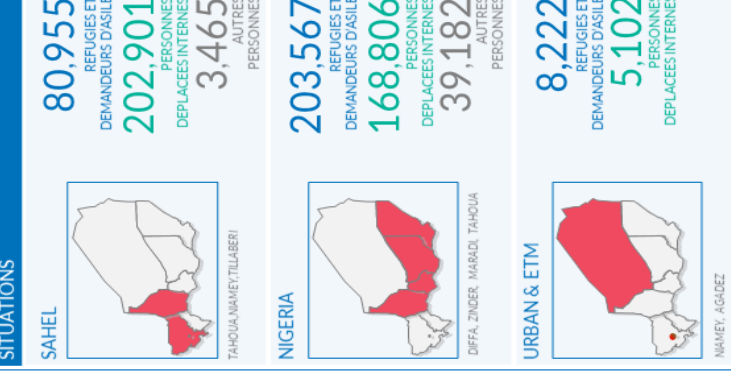 SITUATIONS
SAHEL
TAHOUA,NIAMEY,TILLABERI
80,955
REFUGIES ET
DEMANDEURS D'ASILE
202,901
PERSONNES
DEPLACEES INTERNES
3,465
AUTRES
PERSONNES
NIGERIA
DIFFA, ZINDER, MARADI, TAHOUA
203,567
REFUGIES ET
DEMANDEURS D'ASILE
168,806
PERSONNES
DEPLACEES INTERNES
39,182
AUTRES
PERSONNES
URBAN & ETM
NIAMEY, AGADEZ
8,222
REFUGIES ET
DEMANDEURS D'ASILE
5,102
PERSONNES
DEPLACEES INTERNES